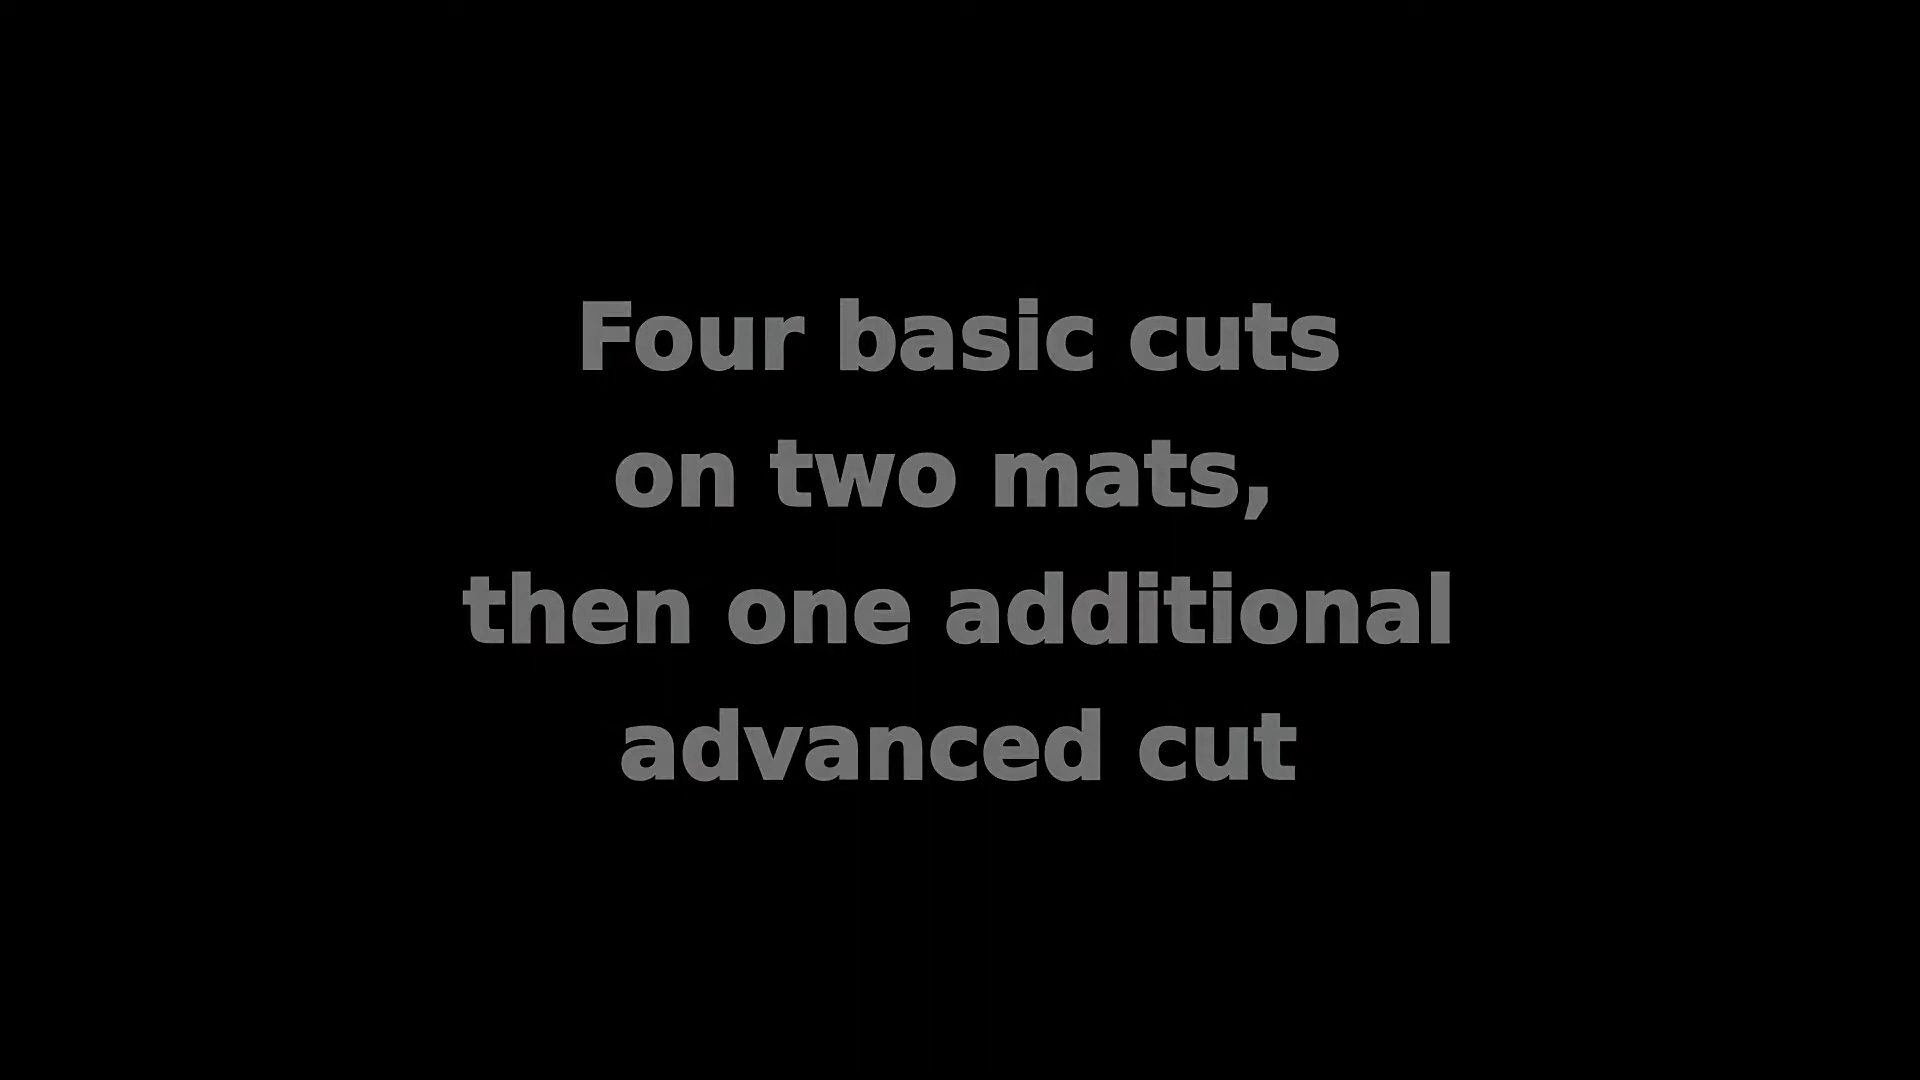 Four basic cuts
on two mats,
then one additional
advanced cut